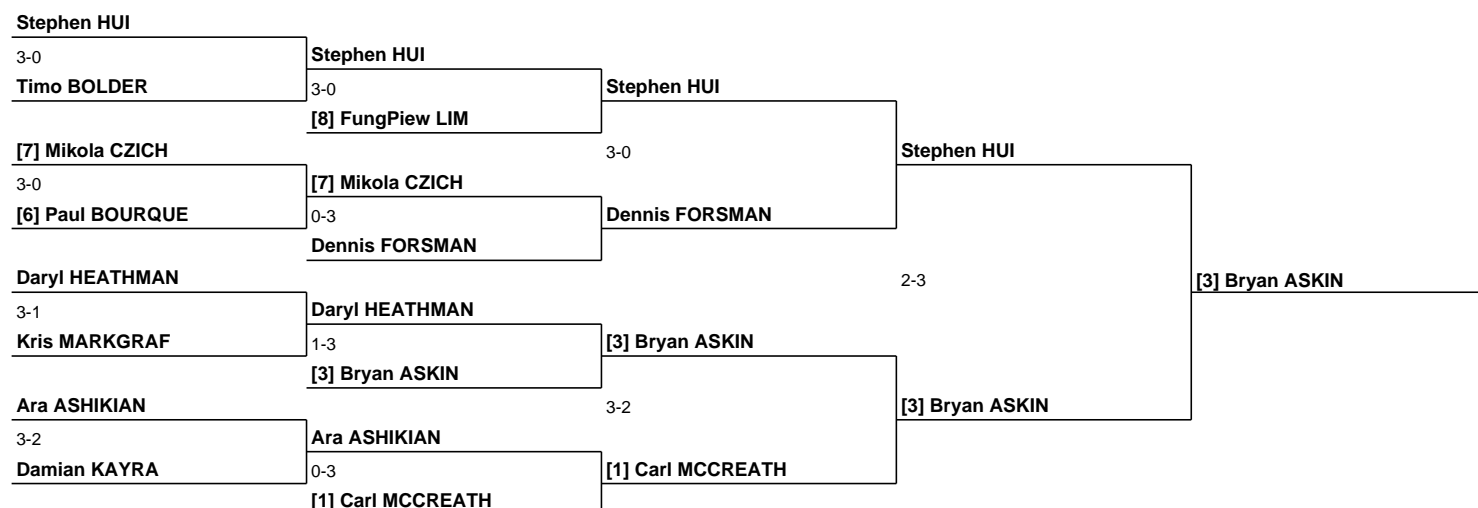 Stephen HUI
3-0
Timo BOLDER
[7] Mikola CZICH
3-0
[6] Paul BOURQUE
Daryl HEATHMAN
3-1
Kris MARKGRAF
Ara ASHIKIAN
3-2
Damian KAYRA
Stephen HUI
3-0
[8] FungPiew LIM
[7] Mikola CZICH
0-3
Dennis FORSMAN
Daryl HEATHMAN
1-3
[3] Bryan ASKIN
Ara ASHIKIAN
0-3
[1] Carl MCCREATH
Stephen HUI
3-0
Dennis FORSMAN
[3] Bryan ASKIN
3-2
[1] Carl MCCREATH
Stephen HUI
2-3
[3] Bryan ASKIN
[3] Bryan ASKIN